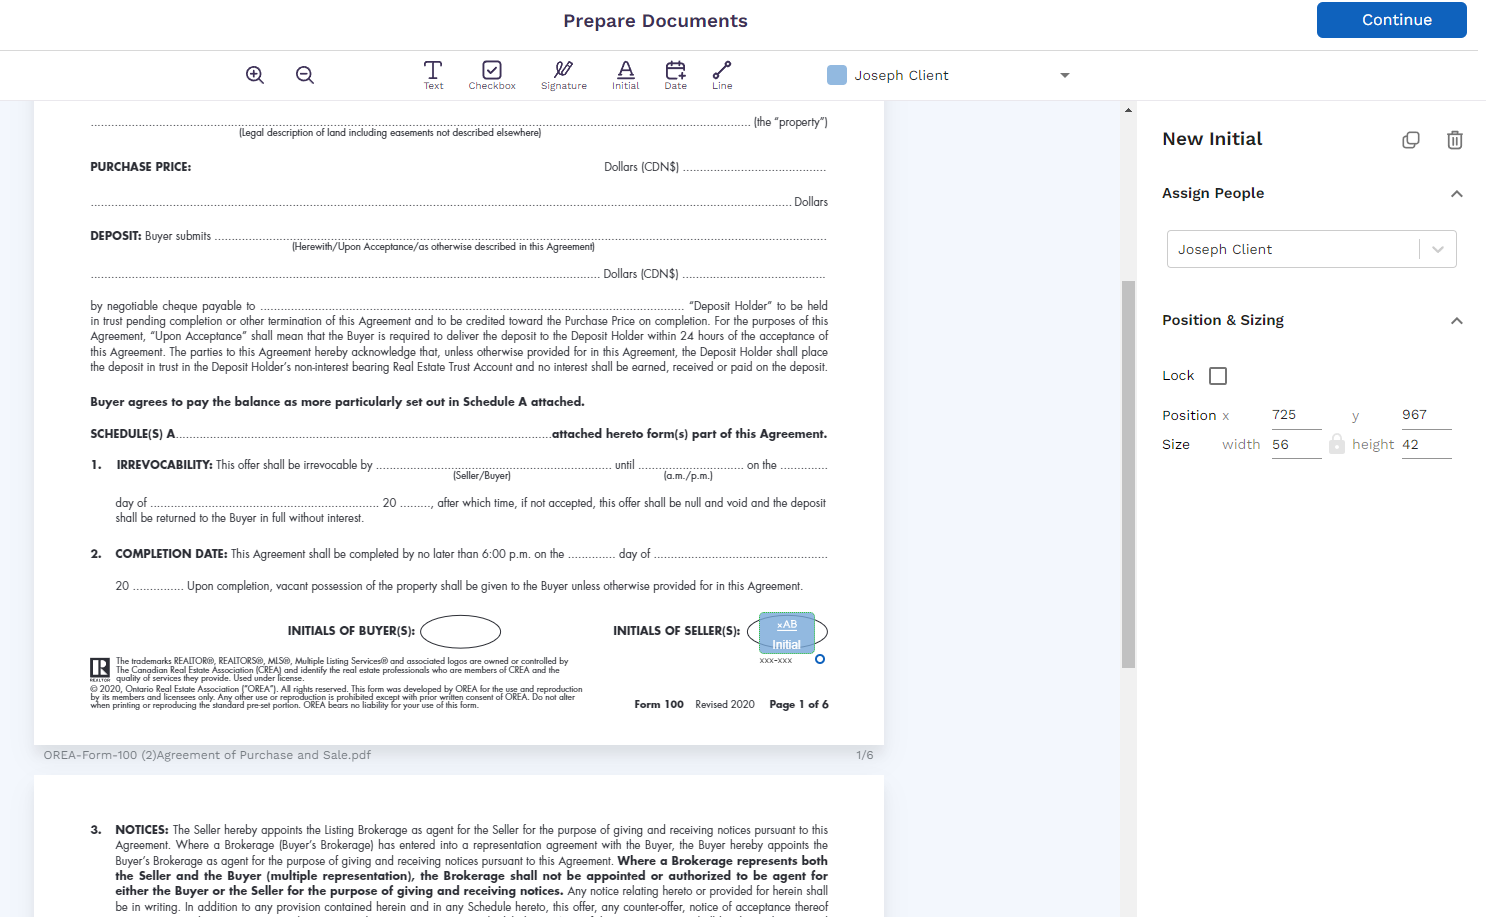 Prepare Documents
Continue
Text
Checkbox
Signature
Initial
Date
Line
Joseph Client
(the “property”)
(Legal description of land including easements not described elsewhere)
PURCHASE PRICE: Dollars (CDN$) ..........................................
Dollars
DEPOSIT: Buyer submits
(Herewith/Upon Acceptance/as otherwise described in this Agreement)
Dollars (CDN$) ..........................................
by negotiable cheque payable to .......... “Deposit Holder” to be held
in trust pending completion or other termination of this Agreement and to be credited toward the Purchase Price on completion. For the purposes of this
Agreement, “Upon Acceptance” shall mean that the Buyer is required to deliver the deposit to the Deposit Holder within 24 hours of the acceptance of
this Agreement. The parties to this Agreement hereby acknowledge that, unless otherwise provided for in this Agreement, the Deposit Holder shall place
the deposit in trust in the Deposit Holder’s non-interest bearing Real Estate Trust Account and no interest shall be earned, received or paid on the deposit.
Buyer agrees to pay the balance as more particularly set out in Schedule A attached.
SCHEDULE(S) A..........attached hereto form(s) part of this Agreement.
1. IRREVOCABILITY: This offer shall be irrevocable by .......... until .......... on the ..........
(Seller/Buyer) (a.m./p.m.)
day of .......... 20 .........., after which time, if not accepted, this offer shall be null and void and the deposit
shall be returned to the Buyer in full without interest.
2. COMPLETION DATE: This Agreement shall be completed by no later than 6:00 p.m. on the .......... day of ..........
20 .......... Upon completion, vacant possession of the property shall be given to the Buyer unless otherwise provided for in this Agreement.
INITIALS OF BUYER(S): INITIALS OF SELLER(S):
×AB
Initial
xxx-xxx
REALTOR
The trademarks REALTOR®, REALTORS®, MLS®, Multiple Listing Services® and associated logos are owned or controlled by
The Canadian Real Estate Association (CREA) and identify the real estate professionals who are members of CREA and the
quality of services they provide. Used under license.
© 2020, Ontario Real Estate Association (“OREA”). All rights reserved. This form was developed by OREA for the use and reproduction
by its members and licensees only. Any other use or reproduction is prohibited except with prior written consent of OREA. Do not alter
when printing or reproducing the standard pre-set portion. OREA bears no liability for your use of this form.
Form 100 Revised 2020 Page 1 of 6
OREA-Form-100 (2)Agreement of Purchase and Sale.pdf 1/6
3. NOTICES: The Seller hereby appoints the Listing Brokerage as agent for the Seller for the purpose of giving and receiving notices pursuant to this
Agreement. Where a Brokerage (Buyer’s Brokerage) has entered into a representation agreement with the Buyer, the Buyer hereby appoints the
Buyer’s Brokerage as agent for the purpose of giving and receiving notices pursuant to this Agreement. Where a Brokerage represents both
the Seller and the Buyer (multiple representation), the Brokerage shall not be appointed or authorized to be agent for
either the Buyer or the Seller for the purpose of giving and receiving notices. Any notice relating hereto or provided for herein shall
be in writing. In addition to any provision contained herein and in any Schedule hereto, this offer, any counter-offer, notice of acceptance thereof
New Initial
Assign People
Joseph Client
Position & Sizing
Lock
Position x 725 y 967
Size width 56 height 42